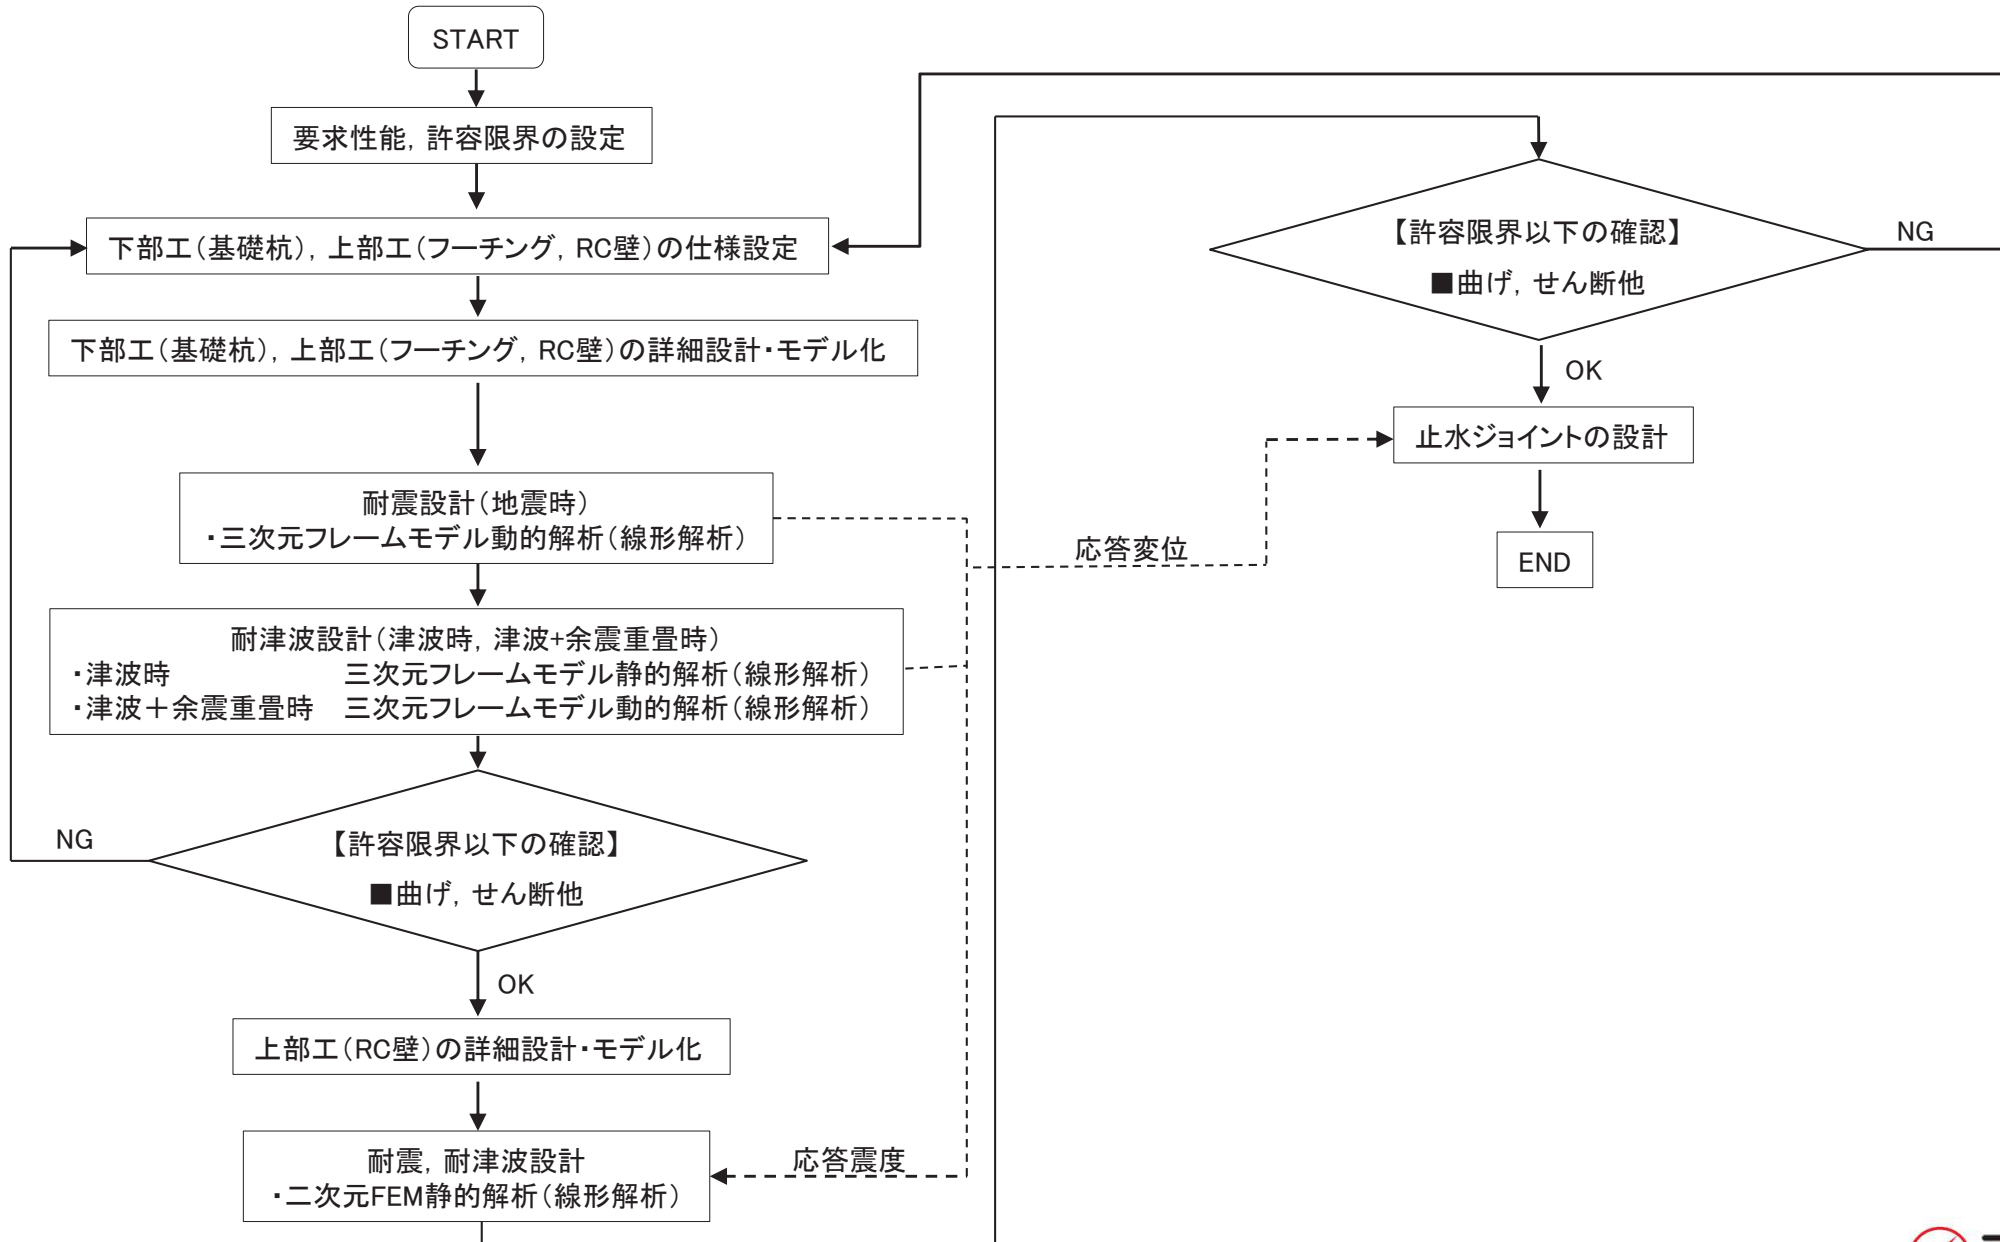 START
要求性能, 許容限界の設定
下部工(基礎杭), 上部工(フーチング, RC壁)の仕様設定
下部工(基礎杭), 上部工(フーチング, RC壁)の詳細設計・モデル化
耐震設計(地震時)
・三次元フレームモデル動的解析(線形解析)
耐津波設計(津波時, 津波+余震重畳時)
・津波時 三次元フレームモデル静的解析(線形解析)
・津波＋余震重畳時 三次元フレームモデル動的解析(線形解析)
NG
【許容限界以下の確認】
■曲げ, せん断他
OK
上部工(RC壁)の詳細設計・モデル化
耐震, 耐津波設計
・二次元FEM静的解析(線形解析)
応答震度
応答変位
【許容限界以下の確認】
■曲げ, せん断他
NG
OK
止水ジョイントの設計
END